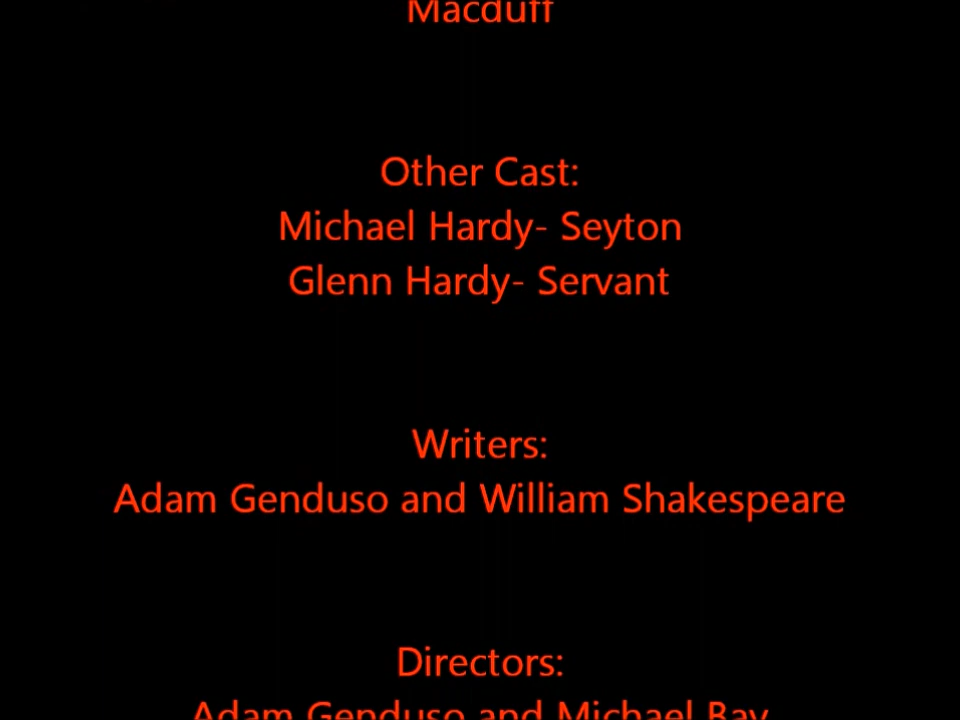 Macduff
Other Cast:
Michael Hardy- Seyton
Glenn Hardy- Servant
Writers:
Adam Genduso and William Shakespeare
Directors:
Adam Genduso and Michael Bay